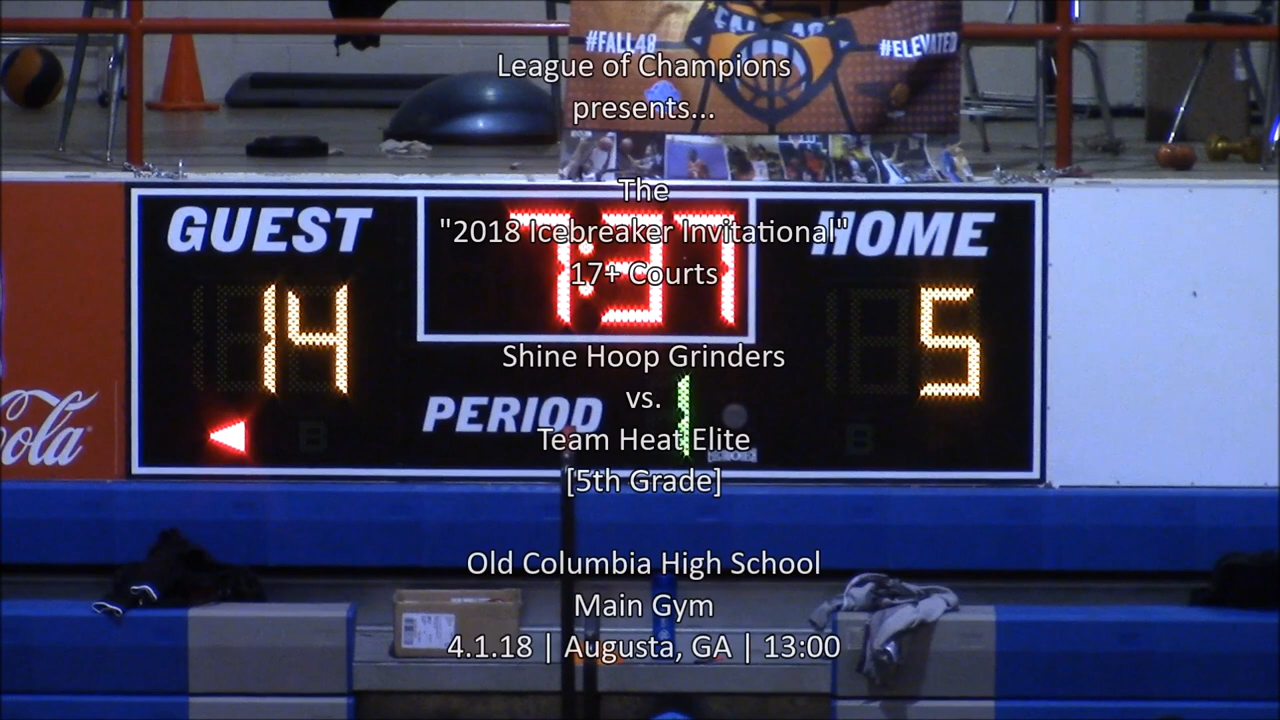 #FALL48
#ELEVATED
League of Champions
presents...
The
"2018 Icebreaker Invitational"
17+ Courts
GUEST
7:37
HOME
14
5
Shine Hoop Grinders
vs.
PERIOD 1
Team Heat Elite
B
B
[5th Grade]
Cola
Old Columbia High School
Main Gym
4.1.18 | Augusta, GA | 13:00